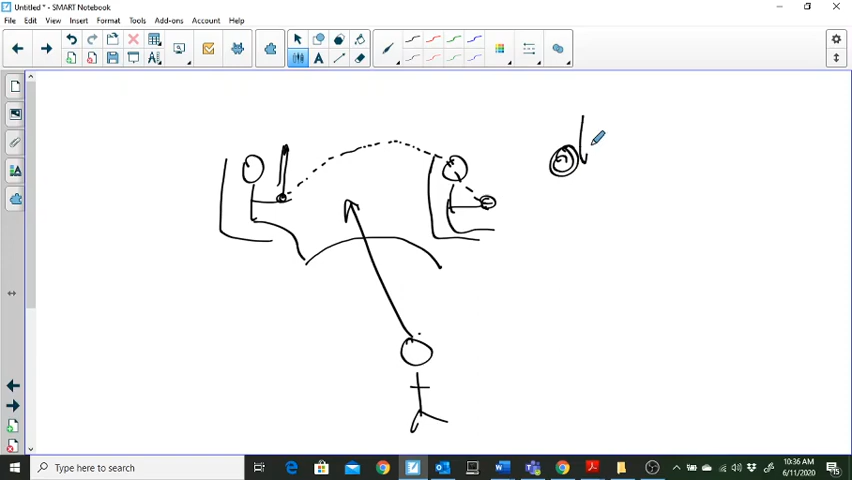 Untitled * - SMART Notebook
File Edit View Insert Format Tools Add-ons Account Help
Type here to search
10:36 AM
6/11/2020